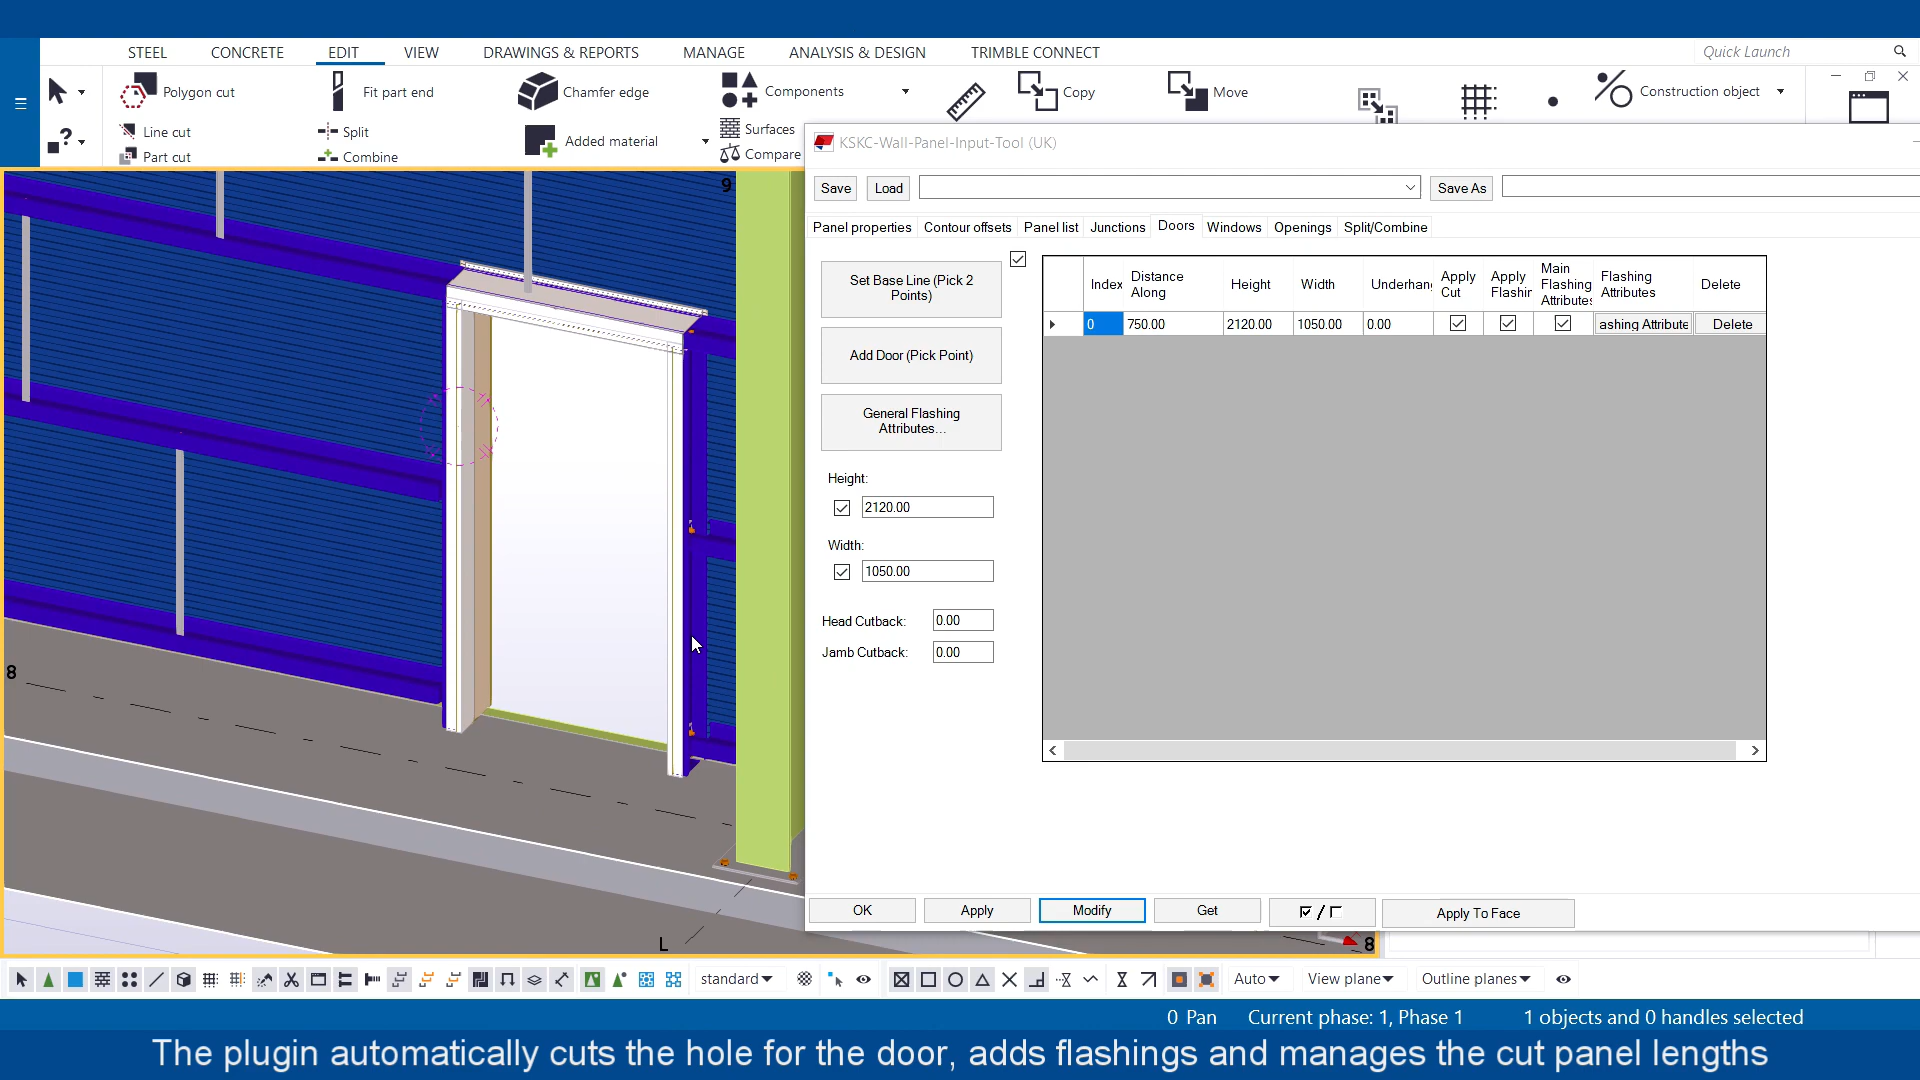 STEEL CONCRETE EDIT VIEW DRAWINGS & REPORTS MANAGE ANALYSIS & DESIGN TRIMBLE CONNECT Quick Launch
Polygon cut Fit part end Chamfer edge Components Copy Move Construction object
Line cut Split Added material Surfaces
Part cut Combine Compare
KSKC-Wall-Panel-Input-Tool (UK)
Save Load Save As
Panel properties Contour offsets Panel list Junctions Doors Windows Openings Split/Combine
Set Base Line (Pick 2
Points)
Add Door (Pick Point)
General Flashing
Attributes...
Height:
2120.00
Width:
1050.00
Head Cutback: 0.00
Jamb Cutback: 0.00
Index Distance Along Height Width Underhan Apply Cut Apply Flashir Main Flashing Attributes Flashing Attributes Delete
0 750.00 2120.00 1050.00 0.00 ashing Attribute Delete
9
8
L
8
OK Apply Modify Get / Apply To Face
standard Auto View plane Outline planes
0 Pan Current phase: 1, Phase 1 1 objects and 0 handles selected
The plugin automatically cuts the hole for the door, adds flashings and manages the cut panel lengths